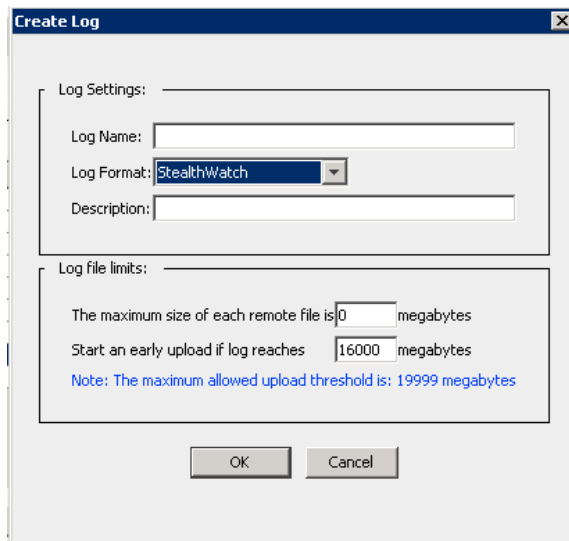 Create Log
Log Settings:
Log Name:
Log Format: StealthWatch
Description:
Log file limits:
The maximum size of each remote file is 0 megabytes
Start an early upload if log reaches 16000 megabytes
Note: The maximum allowed upload threshold is: 19999 megabytes
OK Cancel